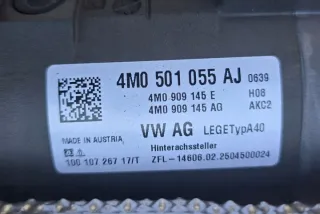 4M0 501 055 AJ 0639
4M0 909 145 E H08
4M0 909 145 AG AKC2
MADE IN AUSTRIA VW AG LEGETypA40
Hinterachssteller
100 107 267 17/T ZFL-14606.02.2504500024